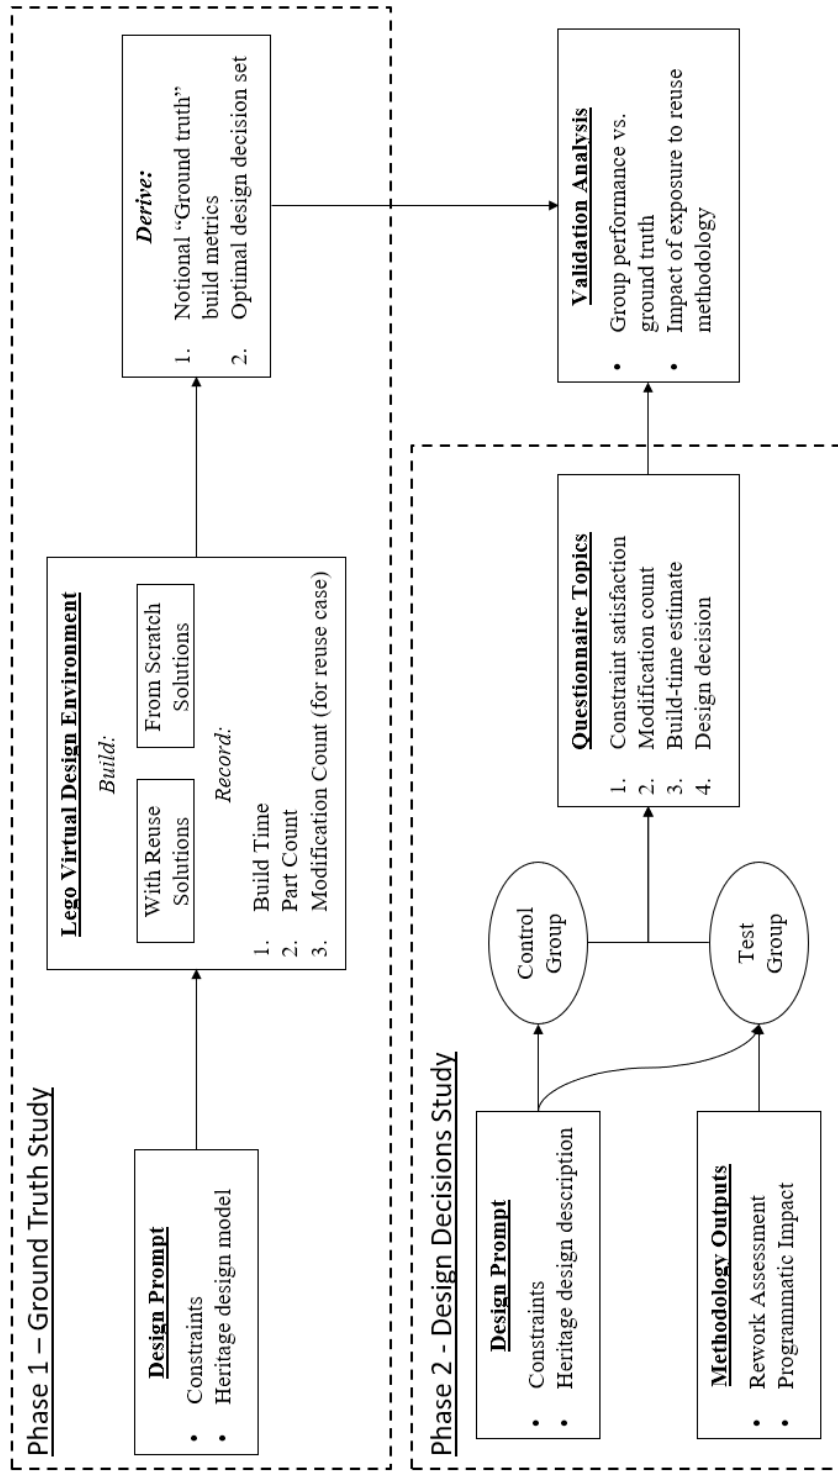 Phase 1 – Ground Truth Study
Design Prompt
• Constraints
• Heritage design model
Lego Virtual Design Environment
Build:
With Reuse
Solutions
From Scratch
Solutions
Record:
1. Build Time
2. Part Count
3. Modification Count (for reuse case)
Derive:
1. Notional “Ground truth”
build metrics
2. Optimal design decision set
Phase 2 - Design Decisions Study
Design Prompt
• Constraints
• Heritage design description
Methodology Outputs
• Rework Assessment
• Programmatic Impact
Control
Group
Test
Group
Questionnaire Topics
1. Constraint satisfaction
2. Modification count
3. Build-time estimate
4. Design decision
Validation Analysis
• Group performance vs.
ground truth
• Impact of exposure to reuse
methodology